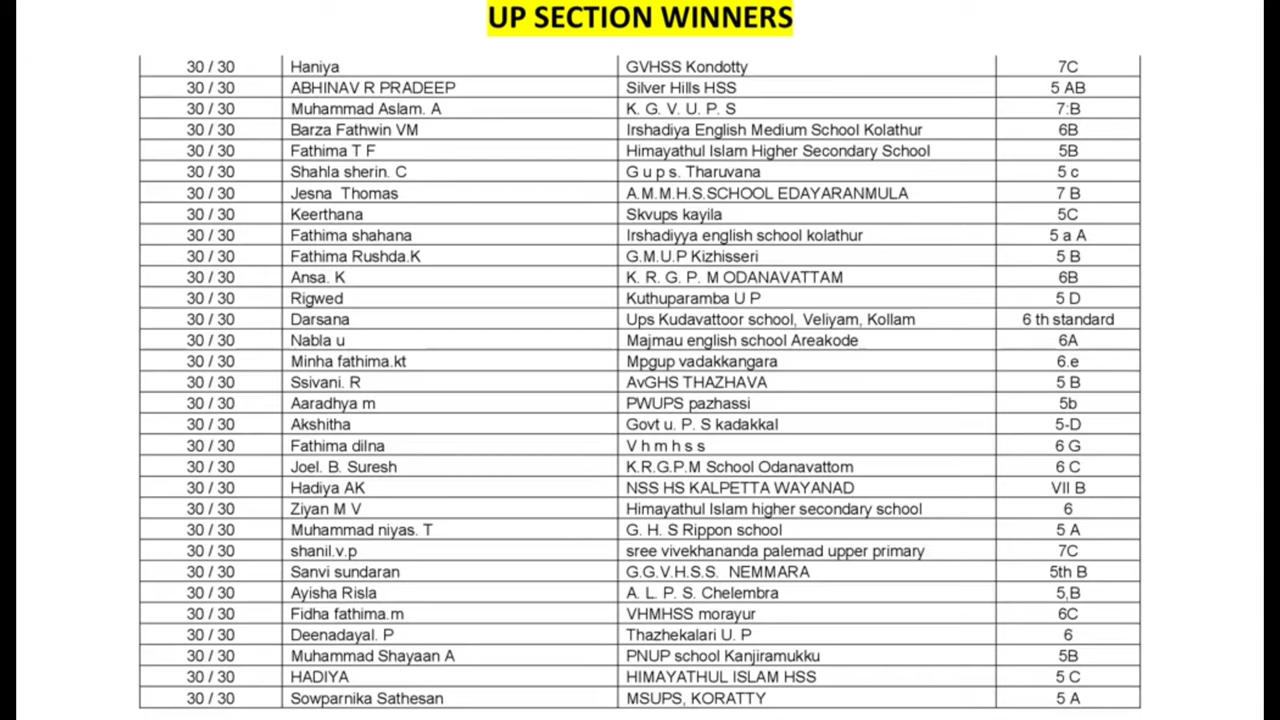 UP SECTION WINNERS
30 / 30 Haniya GVHSS Kondotty 7C
30 / 30 ABHINAV R PRADEEP Silver Hills HSS 5 AB
30 / 30 Muhammad Aslam. A K. G. V. U. P. S 7:B
30 / 30 Barza Fathwin VM Irshadiya English Medium School Kolathur 6B
30 / 30 Fathima T F Himayathul Islam Higher Secondary School 5B
30 / 30 Shahla sherin. C G u p s. Tharuvana 5 c
30 / 30 Jesna Thomas A.M.M.H.S.SCHOOL EDAYARANMULA 7 B
30 / 30 Keerthana Skvups kayila 5C
30 / 30 Fathima shahana Irshadiyya english school kolathur 5 a A
30 / 30 Fathima Rushda.K G.M.U.P Kizhisseri 5 B
30 / 30 Ansa. K K. R. G. P. M ODANAVATTAM 6B
30 / 30 Rigwed Kuthuparamba U P 5 D
30 / 30 Darsana Ups Kudavattoor school, Veliyam, Kollam 6 th standard
30 / 30 Nabla u Majmau english school Areakode 6A
30 / 30 Minha fathima.kt Mpgup vadakkangara 6.e
30 / 30 Ssivani. R AvGHS THAZHAVA 5 B
30 / 30 Aaradhya m PWUPS pazhassi 5b
30 / 30 Akshitha Govt u. P. S kadakkal 5-D
30 / 30 Fathima dilna V h m h s s 6 G
30 / 30 Joel. B. Suresh K.R.G.P.M School Odanavattom 6 C
30 / 30 Hadiya AK NSS HS KALPETTA WAYANAD VII B
30 / 30 Ziyan M V Himayathul Islam higher secondary school 6
30 / 30 Muhammad niyas. T G. H. S Rippon school 5 A
30 / 30 shanil.v.p sree vivekhananda palemad upper primary 7C
30 / 30 Sanvi sundaran G.G.V.H.S.S. NEMMARA 5th B
30 / 30 Ayisha Risla A. L. P. S. Chelembra 5,B
30 / 30 Fidha fathima.m VHMHSS morayur 6C
30 / 30 Deenadayal. P Thazhekalari U. P 6
30 / 30 Muhammad Shayaan A PNUP school Kanjiramukku 5B
30 / 30 HADIYA HIMAYATHUL ISLAM HSS 5 C
30 / 30 Sowparnika Sathesan MSUPS, KORATTY 5 A